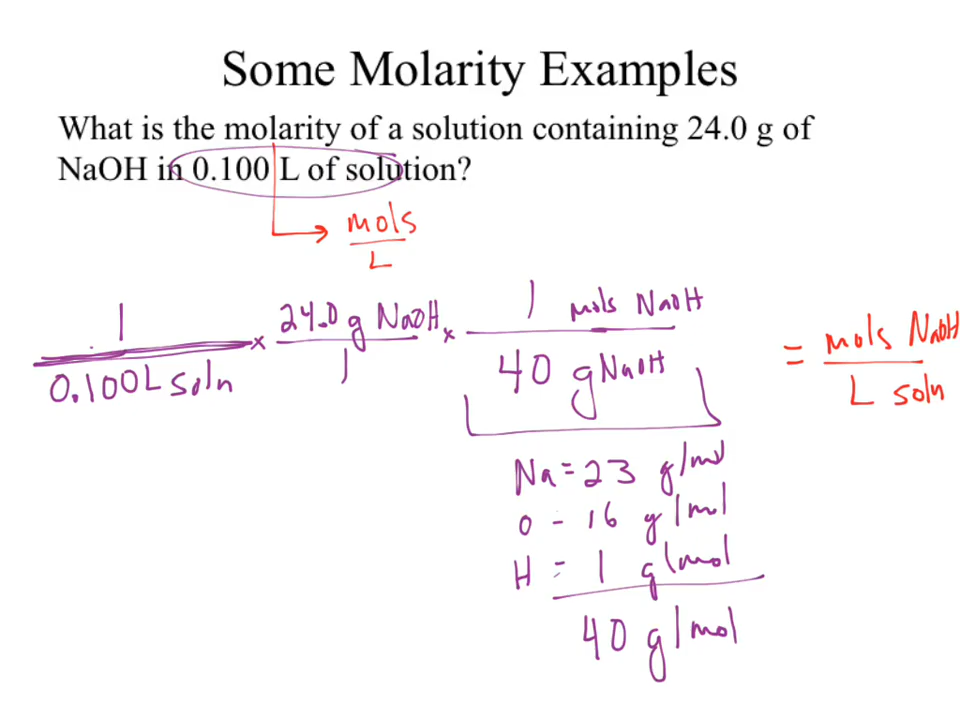 Some Molarity Examples
What is the molarity of a solution containing 24.0 g of
NaOH in 0.100 L of solution?
mols
L
1
0.100L soln
×
24.0 g NaOH
1
×
1 mols NaOH
40 g NaOH
= mols NaOH
L soln
Na = 23 g/mol
O = 16 g/mol
H = 1 g/mol
40 g/mol